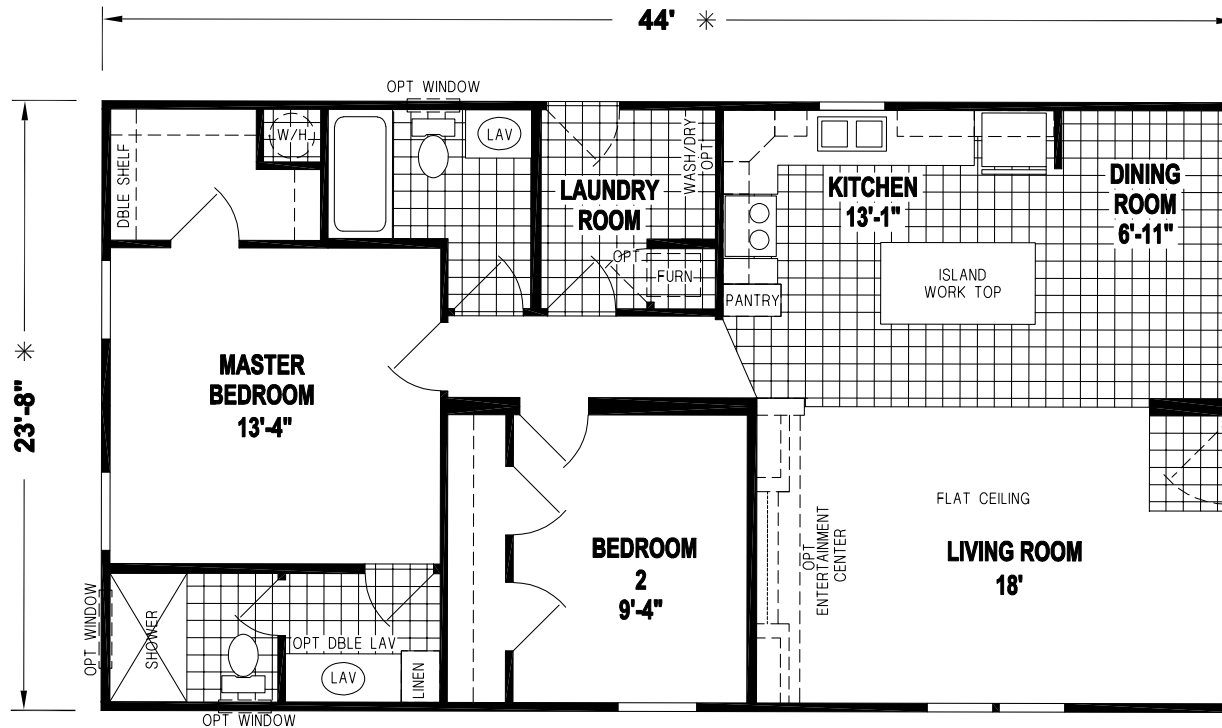 44' ✳
OPT WINDOW
W/H
LAV
DBLE SHELF
WASH/DRY
OPT
LAUNDRY
ROOM
KITCHEN
13'-1"
DINING
ROOM
6'-11"
OPT
FURN
PANTRY
ISLAND
WORK TOP
23'-8" ✳
MASTER
BEDROOM
13'-4"
FLAT CEILING
OPT
ENTERTAINMENT
CENTER
BEDROOM
2
9'-4"
LIVING ROOM
18'
OPT WINDOW
SHOWER
OPT DBLE LAV
LAV
LINEN
OPT WINDOW